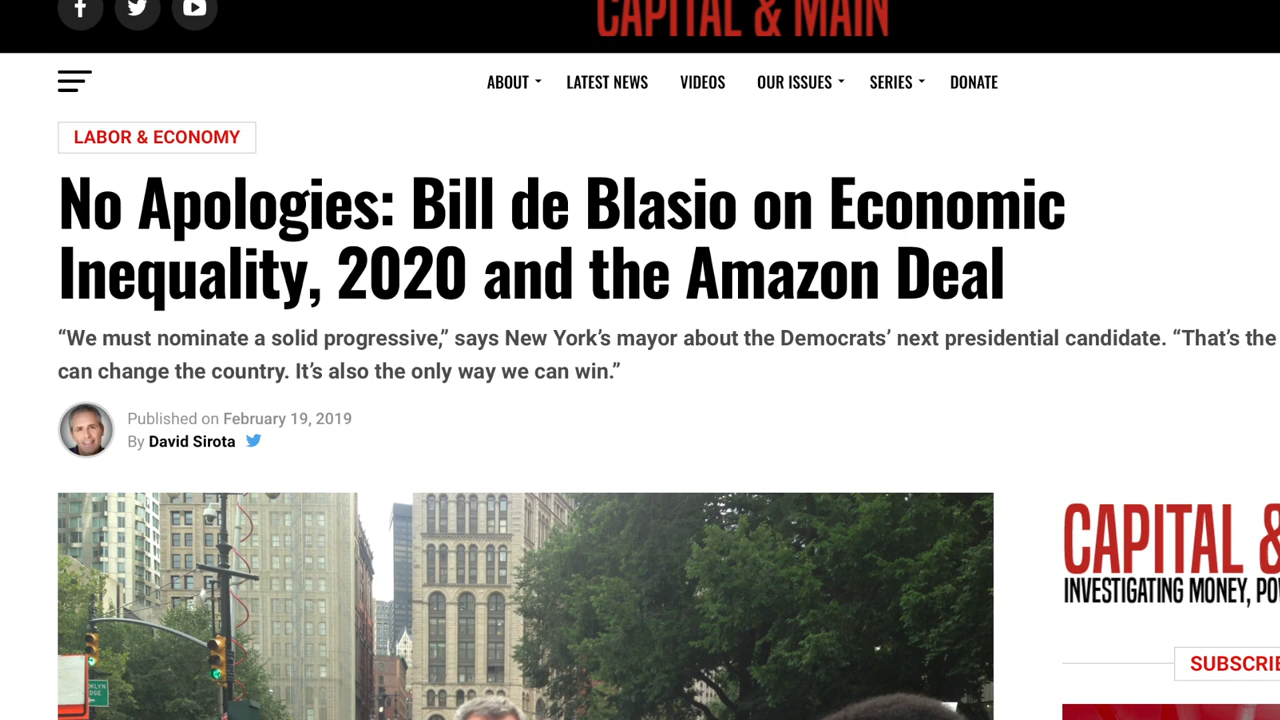 CAPITAL & MAIN
ABOUT LATEST NEWS VIDEOS OUR ISSUES SERIES DONATE
LABOR & ECONOMY
No Apologies: Bill de Blasio on Economic
Inequality, 2020 and the Amazon Deal
“We must nominate a solid progressive,” says New York’s mayor about the Democrats’ next presidential candidate. “That’s the
can change the country. It’s also the only way we can win.”
Published on February 19, 2019
By David Sirota
CAPITAL &
INVESTIGATING MONEY,